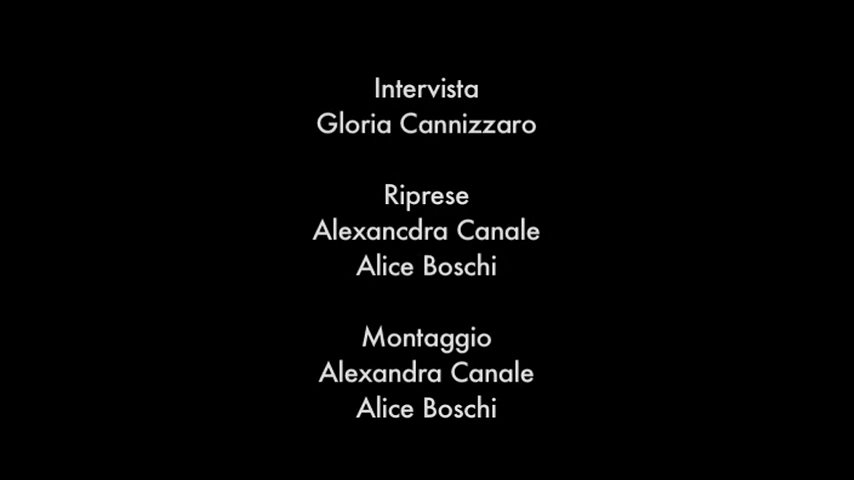 Intervista
Gloria Cannizzaro
Riprese
Alexancdra Canale
Alice Boschi
Montaggio
Alexandra Canale
Alice Boschi